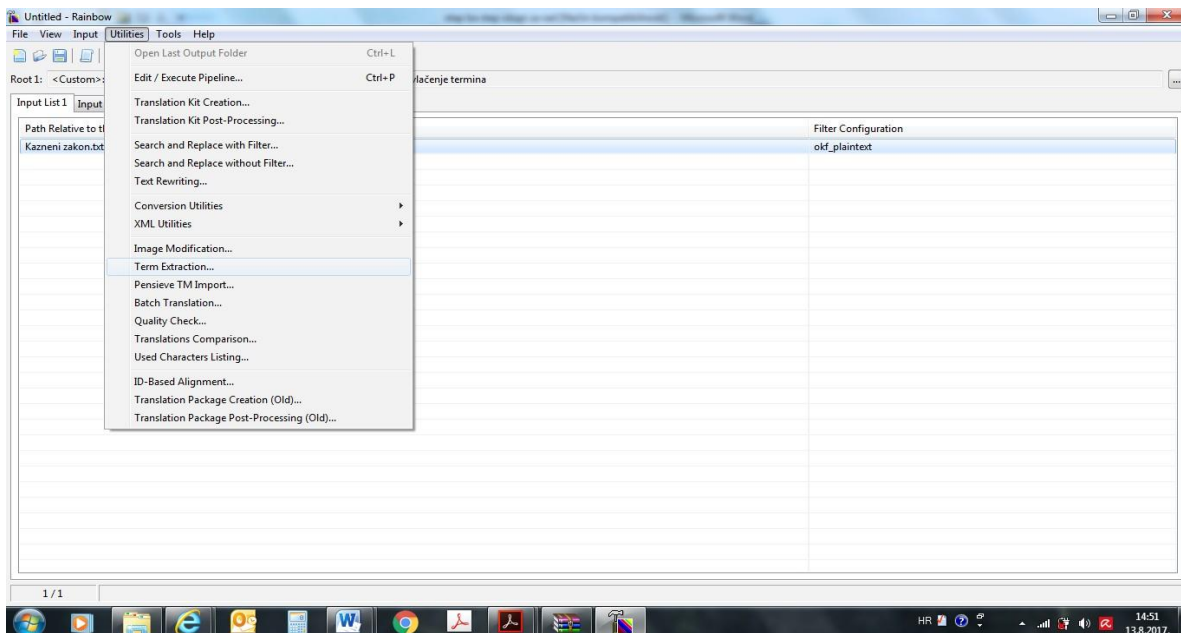 Untitled - Rainbow
File View Input Utilities Tools Help
Open Last Output Folder Ctrl+L
Root 1: <Custom>: vlačenje termina ...
Edit / Execute Pipeline... Ctrl+P
Input List 1 Input
Translation Kit Creation...
Translation Kit Post-Processing...
Path Relative to th Filter Configuration
Kazneni zakon.txt okf_plaintext
Search and Replace with Filter...
Search and Replace without Filter...
Text Rewriting...
Conversion Utilities
XML Utilities
Image Modification...
Term Extraction...
Pensieve TM Import...
Batch Translation...
Quality Check...
Translations Comparison...
Used Characters Listing...
ID-Based Alignment...
Translation Package Creation (Old)...
Translation Package Post-Processing (Old)...
1 / 1
HR 14:51
13.8.2017.